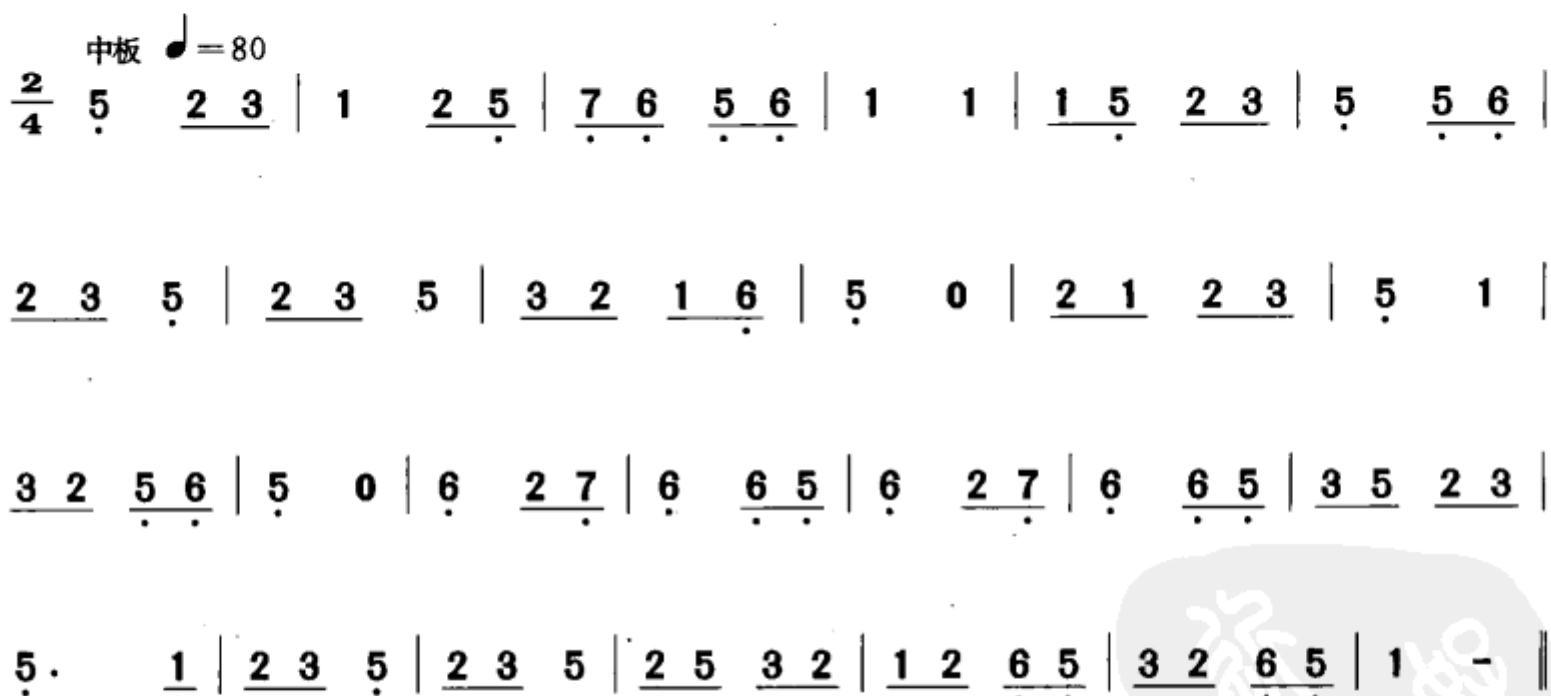 中板 ♩=80
2/4 5̣ 2 3 | 1 2 5̣ | 7̣ 6̣ 5̣ 6̣ | 1 1 | 1 5̣ 2 3 | 5̣ 5̣ 6̣ |
2 3 5̣ | 2 3 5 | 3 2 1 6̣ | 5̣ 0 | 2 1 2 3 | 5̣ 1 |
3 2 5̣ 6̣ | 5̣ 0 | 6̣ 2 7̣ | 6̣ 6̣ 5̣ | 6̣ 2 7̣ | 6̣ 6̣ 5̣ | 3 5 2 3 |
5̣· 1 | 2 3 5̣ | 2 3 5 | 2 5 3 2 | 1 2 6̣ 5̣ | 3 2 6̣ 5̣ | 1 - ‖